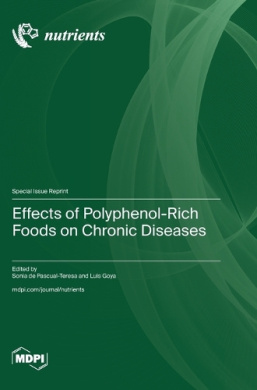 nutrients
Special Issue Reprint
Effects of Polyphenol-Rich
Foods on Chronic Diseases
Edited by
Sonia de Pascual-Teresa and Luis Goya
mdpi.com/journal/nutrients
MDPI